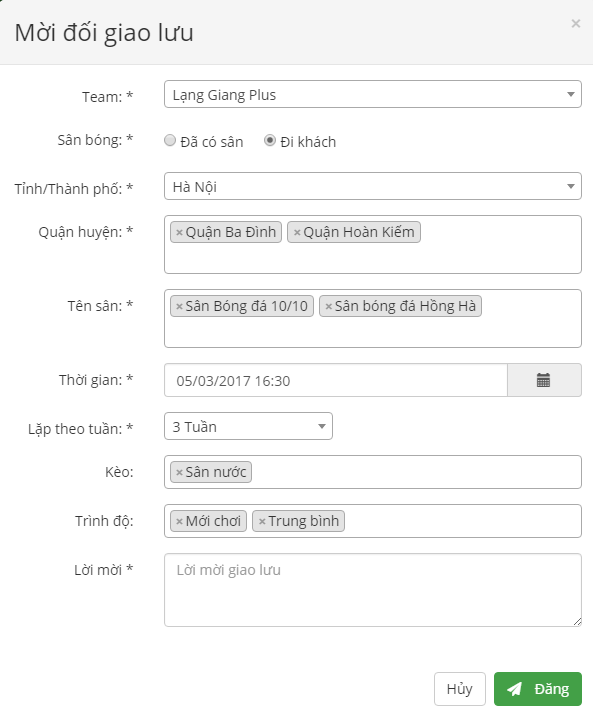 Mời đối giao lưu ×
Team: * Lạng Giang Plus
Sân bóng: * Đã có sân Đi khách
Tỉnh/Thành phố: * Hà Nội
Quận huyện: * ×Quận Ba Đình ×Quận Hoàn Kiếm
Tên sân: * ×Sân Bóng đá 10/10 ×Sân bóng đá Hồng Hà
Thời gian: * 05/03/2017 16:30
Lặp theo tuần: * 3 Tuần
Kèo: ×Sân nước
Trình độ: ×Mới chơi ×Trung bình
Lời mời * Lời mời giao lưu
Hủy Đăng